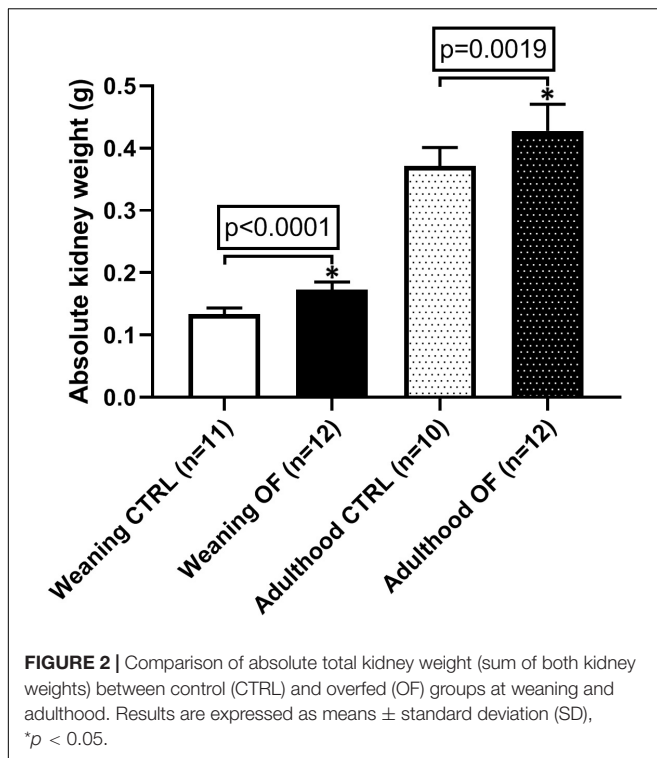 p=0.0019
*
p<0.0001
*
Absolute kidney weight (g)
0.5
0.4
0.3
0.2
0.1
0.0
Weaning CTRL (n=11)
Weaning OF (n=12)
Adulthood CTRL (n=10)
Adulthood OF (n=12)
FIGURE 2 | Comparison of absolute total kidney weight (sum of both kidney
weights) between control (CTRL) and overfed (OF) groups at weaning and
adulthood. Results are expressed as means ± standard deviation (SD),
*p < 0.05.